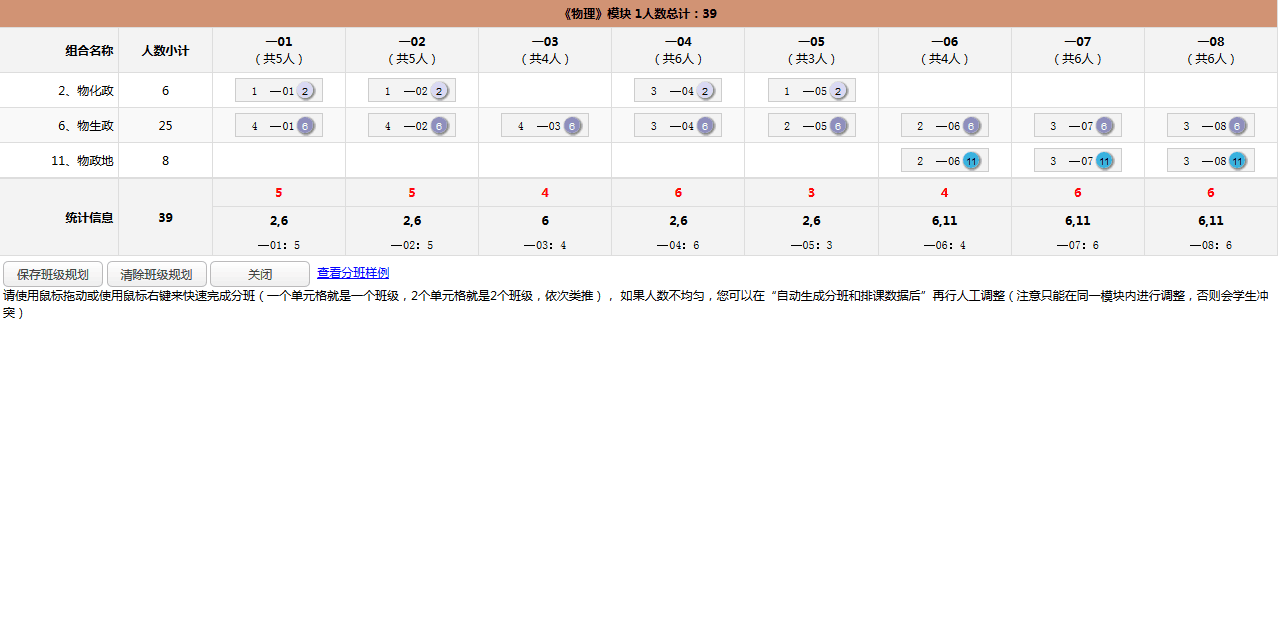 《物理》模块 1人数总计：39
组合名称 人数小计 一01 一02 一03 一04 一05 一06 一07 一08
（共5人） （共5人） （共4人） （共6人） （共3人） （共4人） （共6人） （共6人）
2、物化政 6 1 一01 2 1 一02 2 3 一04 2 1 一05 2
6、物生政 25 4 一01 6 4 一02 6 4 一03 6 3 一04 6 2 一05 6 2 一06 6 3 一07 6 3 一08 6
11、物政地 8 2 一06 11 3 一07 11 3 一08 11
5 5 4 6 3 4 6 6
统计信息 39 2,6 2,6 6 2,6 2,6 6,11 6,11 6,11
一01: 5 一02: 5 一03: 4 一04: 6 一05: 3 一06: 4 一07: 6 一08: 6
保存班级规划 清除班级规划 关闭 查看分班样例
请使用鼠标拖动或使用鼠标右键来快速完成分班（一个单元格就是一个班级，2个单元格就是2个班级，依次类推），如果人数不均匀，您可以在“自动生成分班和排课数据后”再行人工调整（注意只能在同一模块内进行调整，否则会学生冲
突）